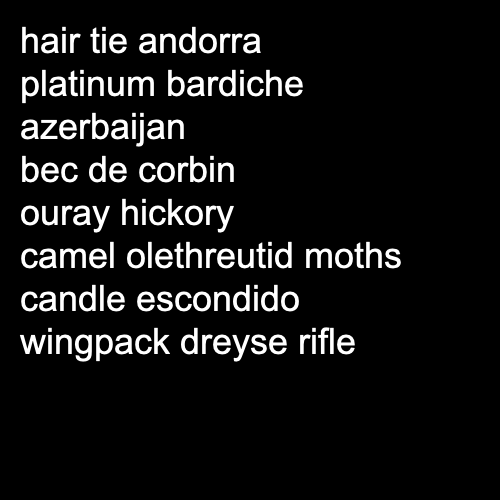 hair tie andorra
platinum bardiche
azerbaijan
bec de corbin
ouray hickory
camel olethreutid moths
candle escondido
wingpack dreyse rifle